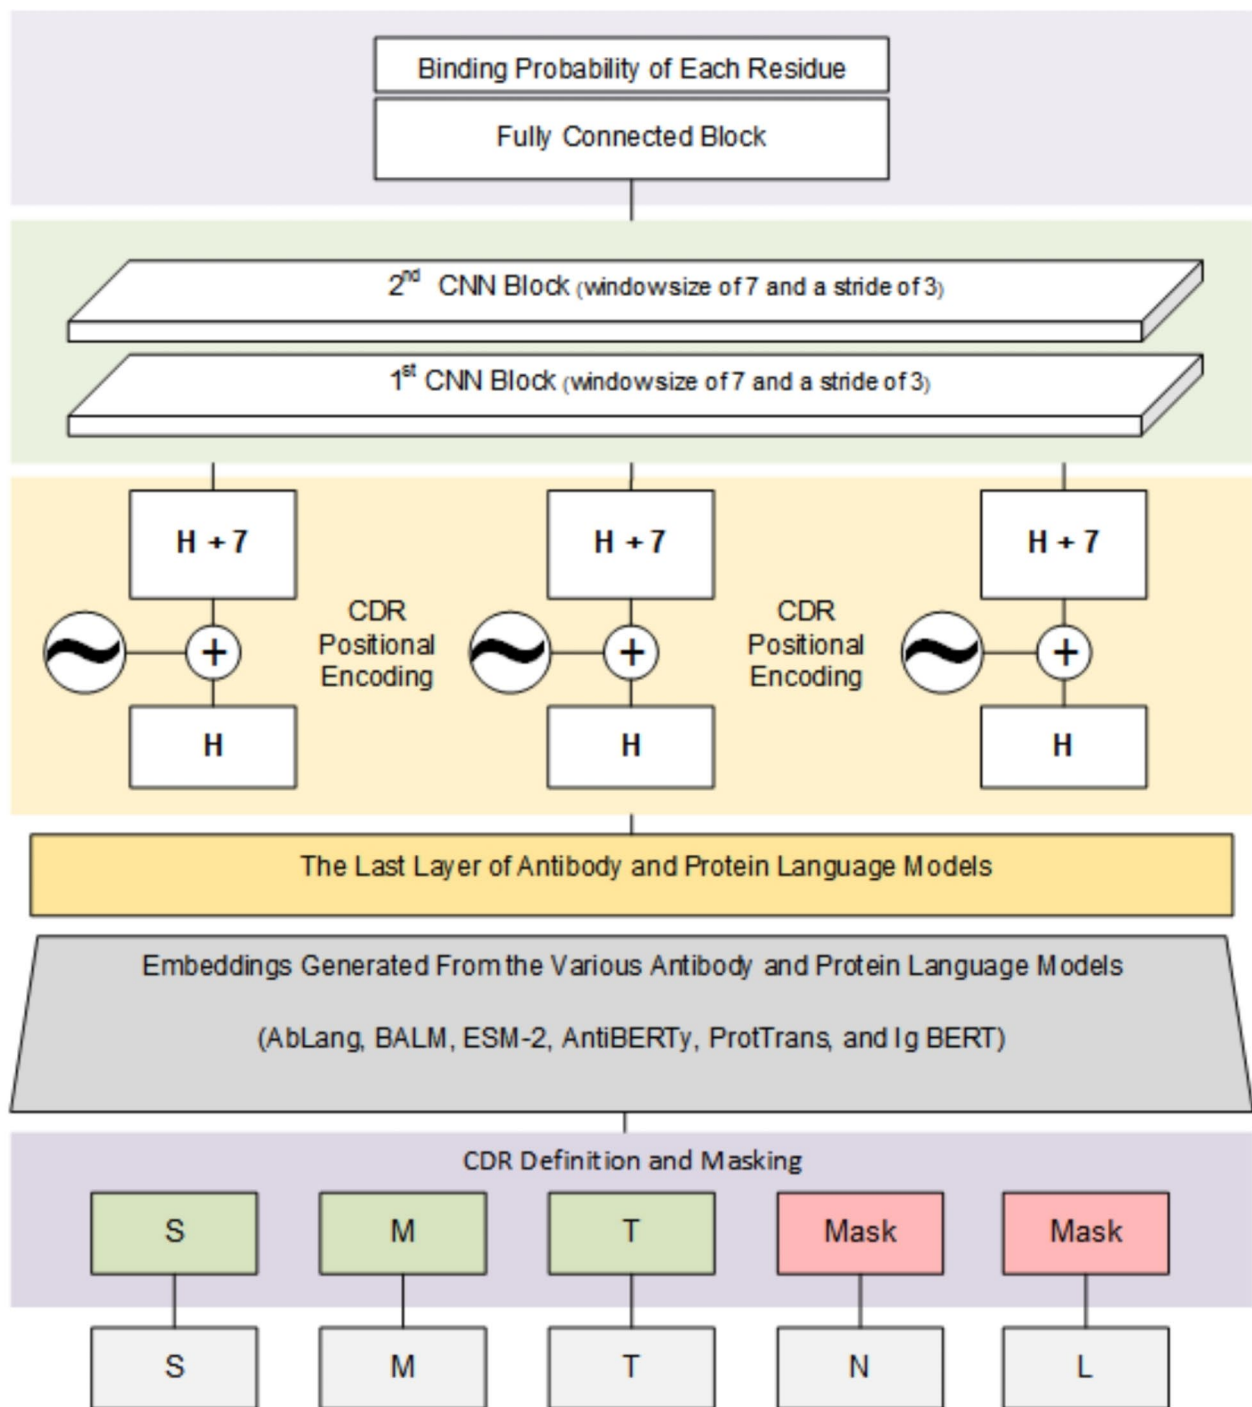 Binding Probability of Each Residue
Fully Connected Block
2nd CNN Block (windowsize of 7 and a stride of 3)
1st CNN Block (windowsize of 7 and a stride of 3)
H + 7 H + 7 H + 7
CDR Positional Encoding CDR Positional Encoding
+ + +
H H H
The Last Layer of Antibody and Protein Language Models
Embeddings Generated From the Various Antibody and Protein Language Models
(AbLang, BALM, ESM-2, AntiBERTy, ProtTrans, and Ig BERT)
CDR Definition and Masking
S M T Mask Mask
S M T N L